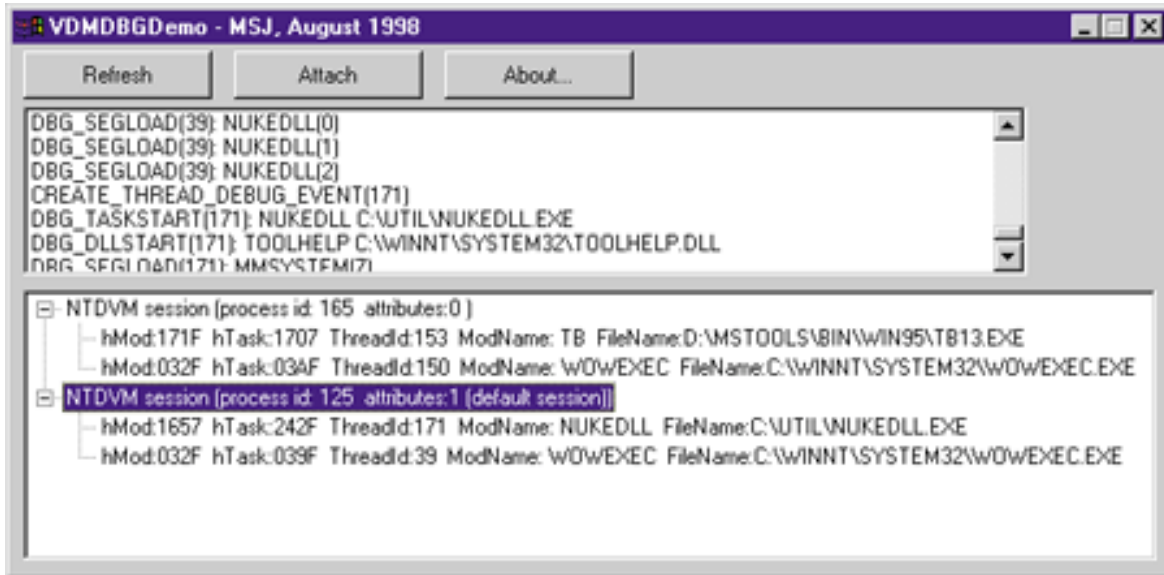 VDMDBGDemo - MSJ, August 1998
Refresh Attach About...
DBG_SEGLOAD(39): NUKEDLL(0)
DBG_SEGLOAD(39): NUKEDLL(1)
DBG_SEGLOAD(39): NUKEDLL(2)
CREATE_THREAD_DEBUG_EVENT(171)
DBG_TASKSTART(171): NUKEDLL C:\UTIL\NUKEDLL.EXE
DBG_DLLSTART(171): TOOLHELP C:\WINNT\SYSTEM32\TOOLHELP.DLL
DBG_SEGLOAD(171): MMSYSTEM(7)
NTDVM session (process id: 165 attributes:0 )
hMod:171F hTask:1707 ThreadId:153 ModName: TB FileName:D:\MSTOOLS\BIN\WIN95\TB13.EXE
hMod:032F hTask:03AF ThreadId:150 ModName: WOWEXEC FileName:C:\WINNT\SYSTEM32\WOWEXEC.EXE
NTDVM session (process id: 125 attributes:1 (default session))
hMod:1657 hTask:242F ThreadId:171 ModName: NUKEDLL FileName:C:\UTIL\NUKEDLL.EXE
hMod:032F hTask:039F ThreadId:39 ModName: WOWEXEC FileName:C:\WINNT\SYSTEM32\WOWEXEC.EXE